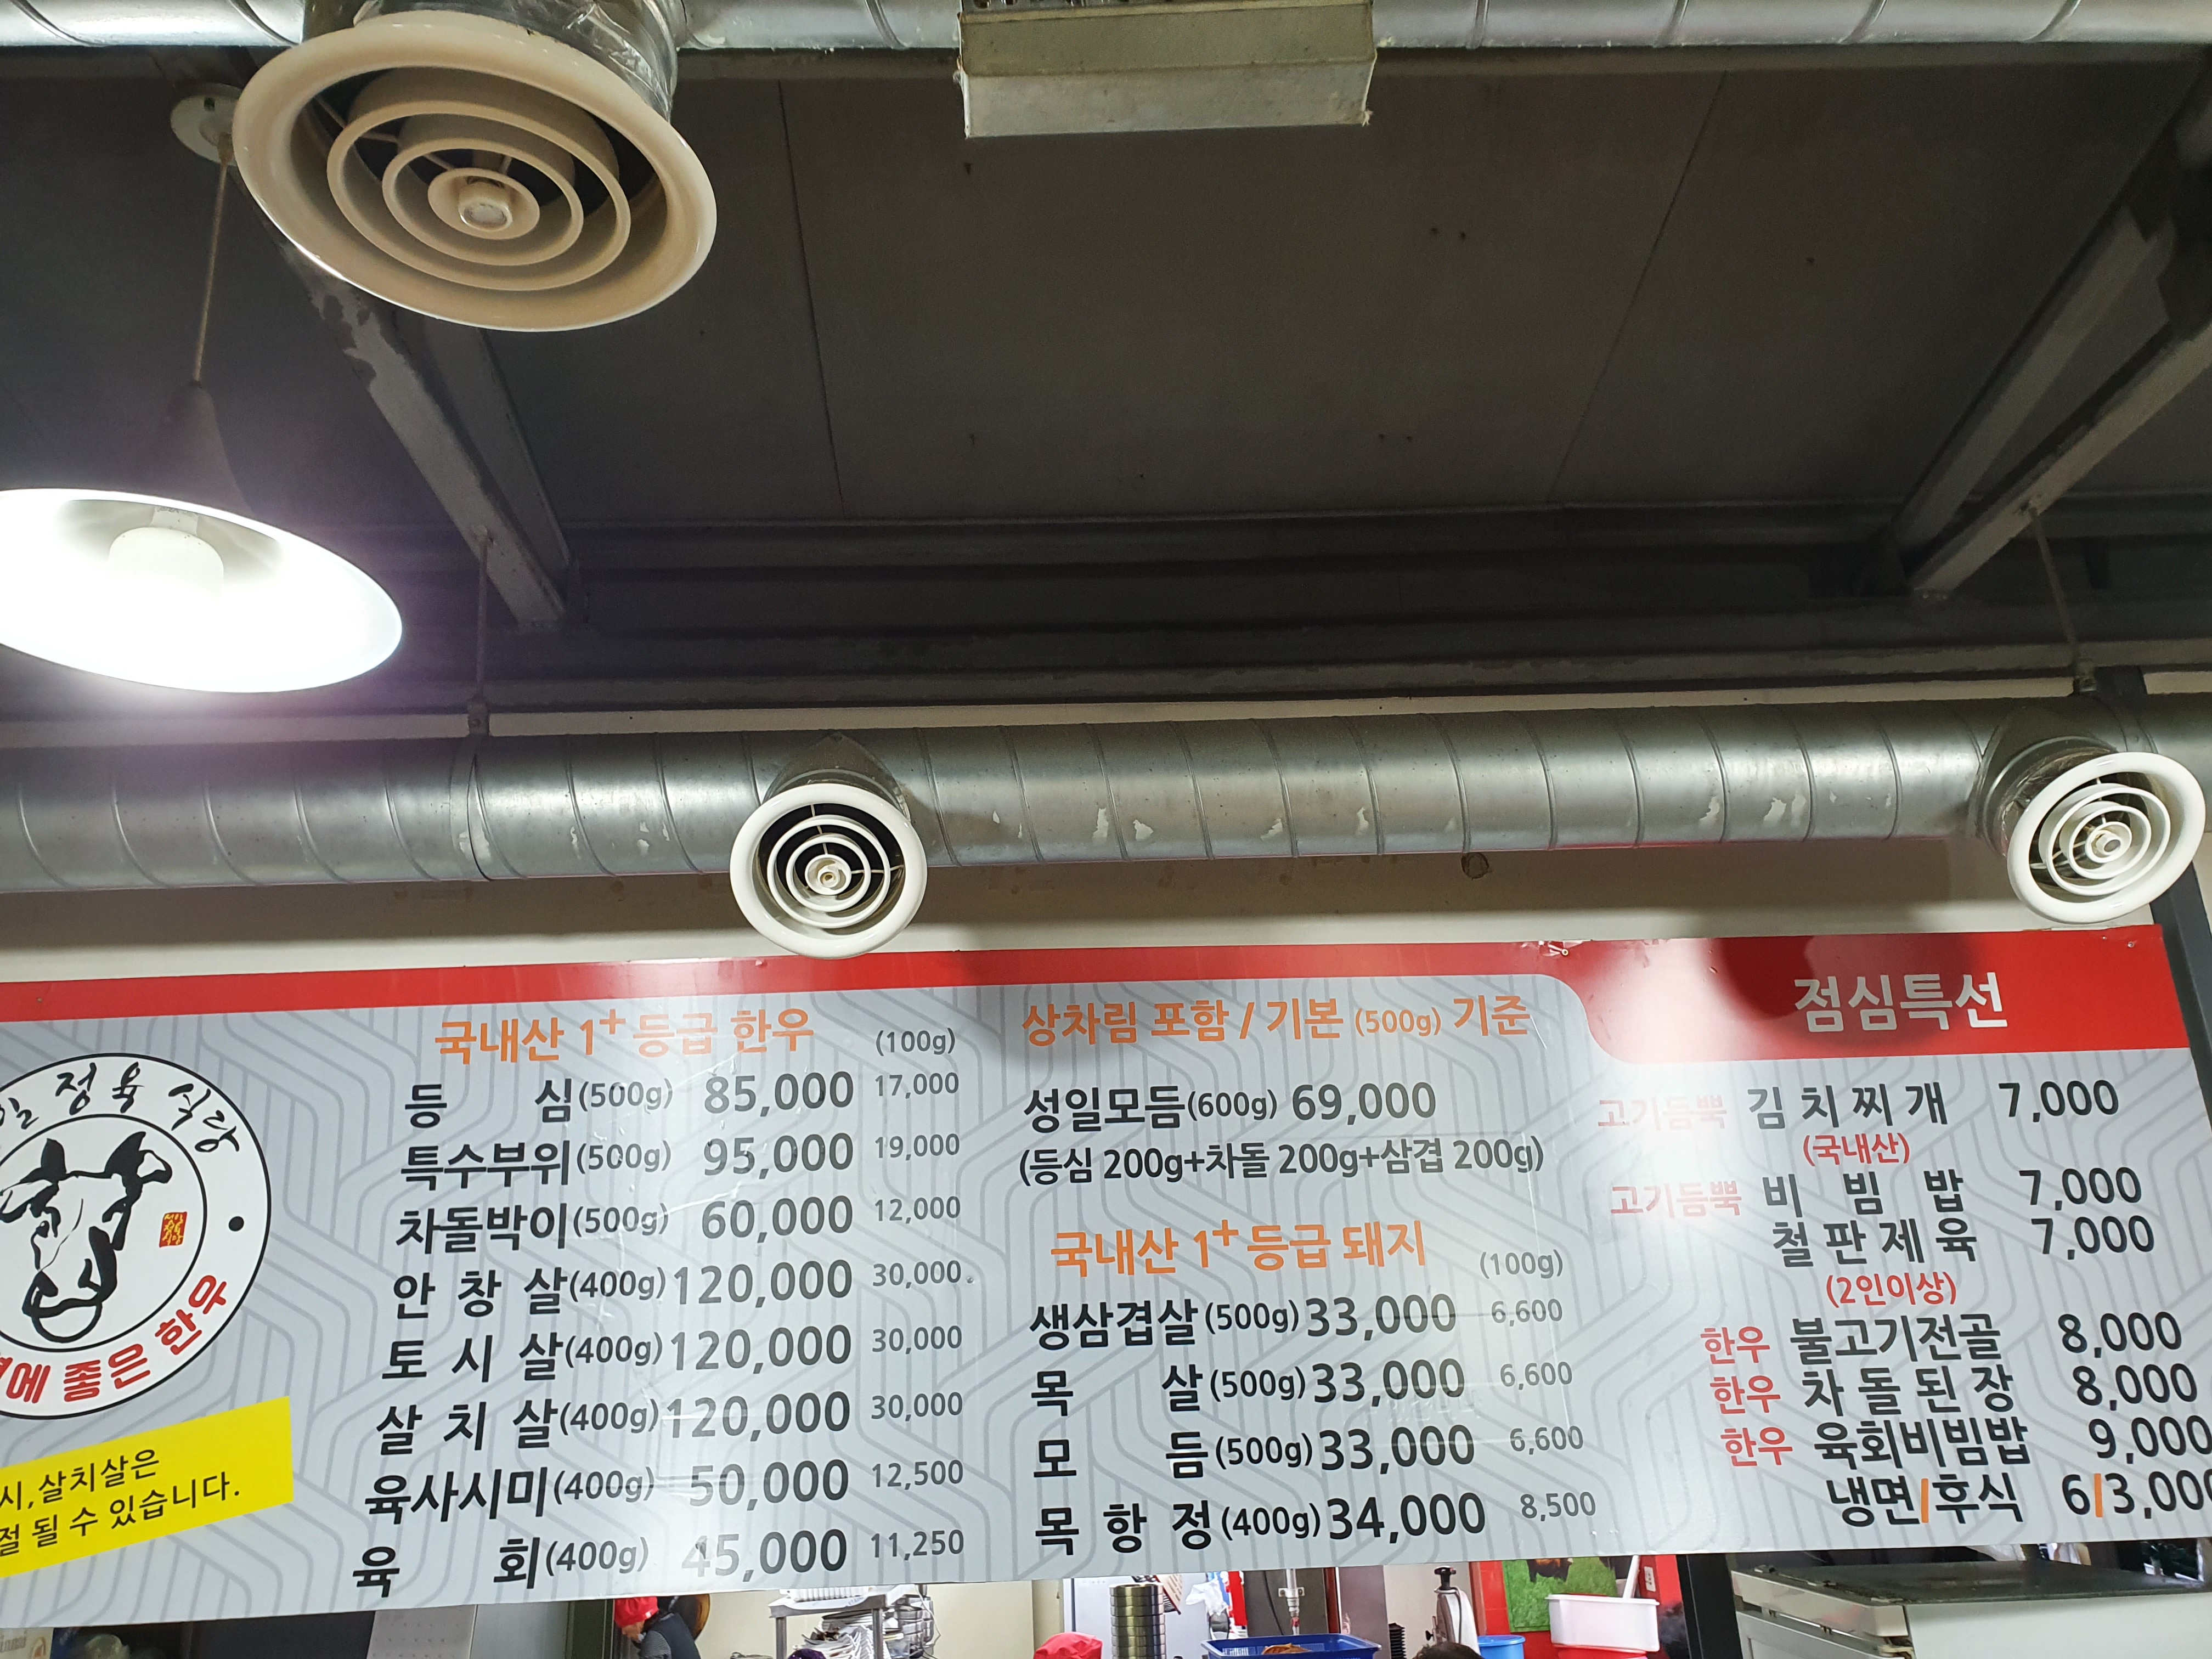 정육식당
에 좋은 한우
시,살치살은
절 될 수 있습니다.
국내산 1+ 등급 한우 (100g)
등 심(500g) 85,000 17,000
특수부위(500g) 95,000 19,000
차돌박이(500g) 60,000 12,000
안 창 살(400g) 120,000 30,000
토 시 살(400g) 120,000 30,000
살 치 살(400g) 120,000 30,000
육사시미(400g) 50,000 12,500
육 회(400g) 45,000 11,250
상차림 포함 / 기본 (500g) 기준
성일모듬(600g) 69,000
(등심 200g+차돌 200g+삼겹 200g)
국내산 1+ 등급 돼지 (100g)
생삼겹살(500g) 33,000 6,600
목 살(500g) 33,000 6,600
모 듬(500g) 33,000 6,600
목 항 정(400g) 34,000 8,500
점심특선
고기듬뿍 김 치 찌 개 7,000
(국내산)
고기듬뿍 비 빔 밥 7,000
철 판 제 육 7,000
(2인이상)
한우 불고기전골 8,000
한우 차 돌 된 장 8,000
한우 육회비빔밥 9,000
냉면/후식 6/3,000